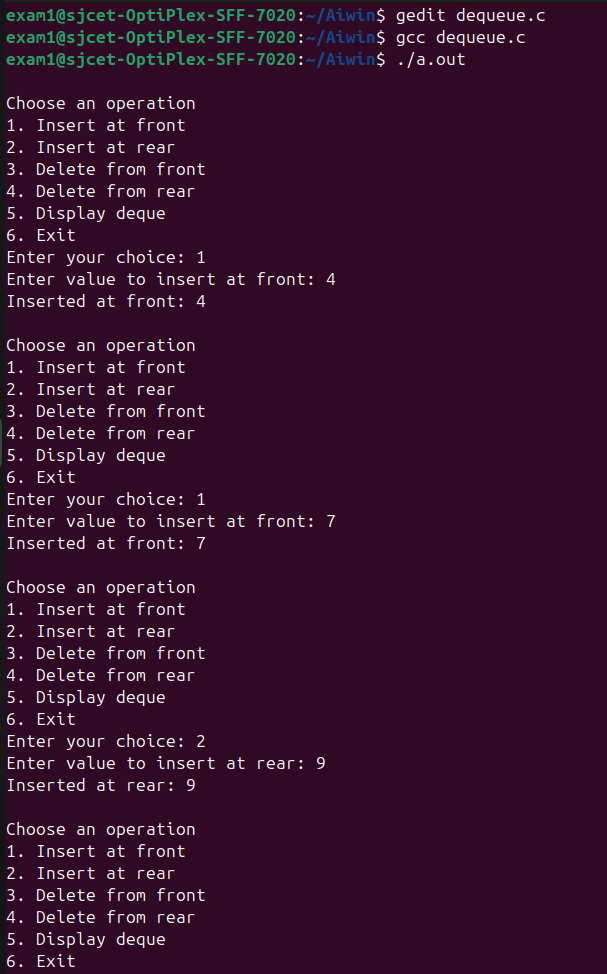 exam1@sjcet-OptiPlex-SFF-7020:~/Aiwin$ gedit dequeue.c
exam1@sjcet-OptiPlex-SFF-7020:~/Aiwin$ gcc dequeue.c
exam1@sjcet-OptiPlex-SFF-7020:~/Aiwin$ ./a.out
Choose an operation
1. Insert at front
2. Insert at rear
3. Delete from front
4. Delete from rear
5. Display deque
6. Exit
Enter your choice: 1
Enter value to insert at front: 4
Inserted at front: 4
Choose an operation
1. Insert at front
2. Insert at rear
3. Delete from front
4. Delete from rear
5. Display deque
6. Exit
Enter your choice: 1
Enter value to insert at front: 7
Inserted at front: 7
Choose an operation
1. Insert at front
2. Insert at rear
3. Delete from front
4. Delete from rear
5. Display deque
6. Exit
Enter your choice: 2
Enter value to insert at rear: 9
Inserted at rear: 9
Choose an operation
1. Insert at front
2. Insert at rear
3. Delete from front
4. Delete from rear
5. Display deque
6. Exit